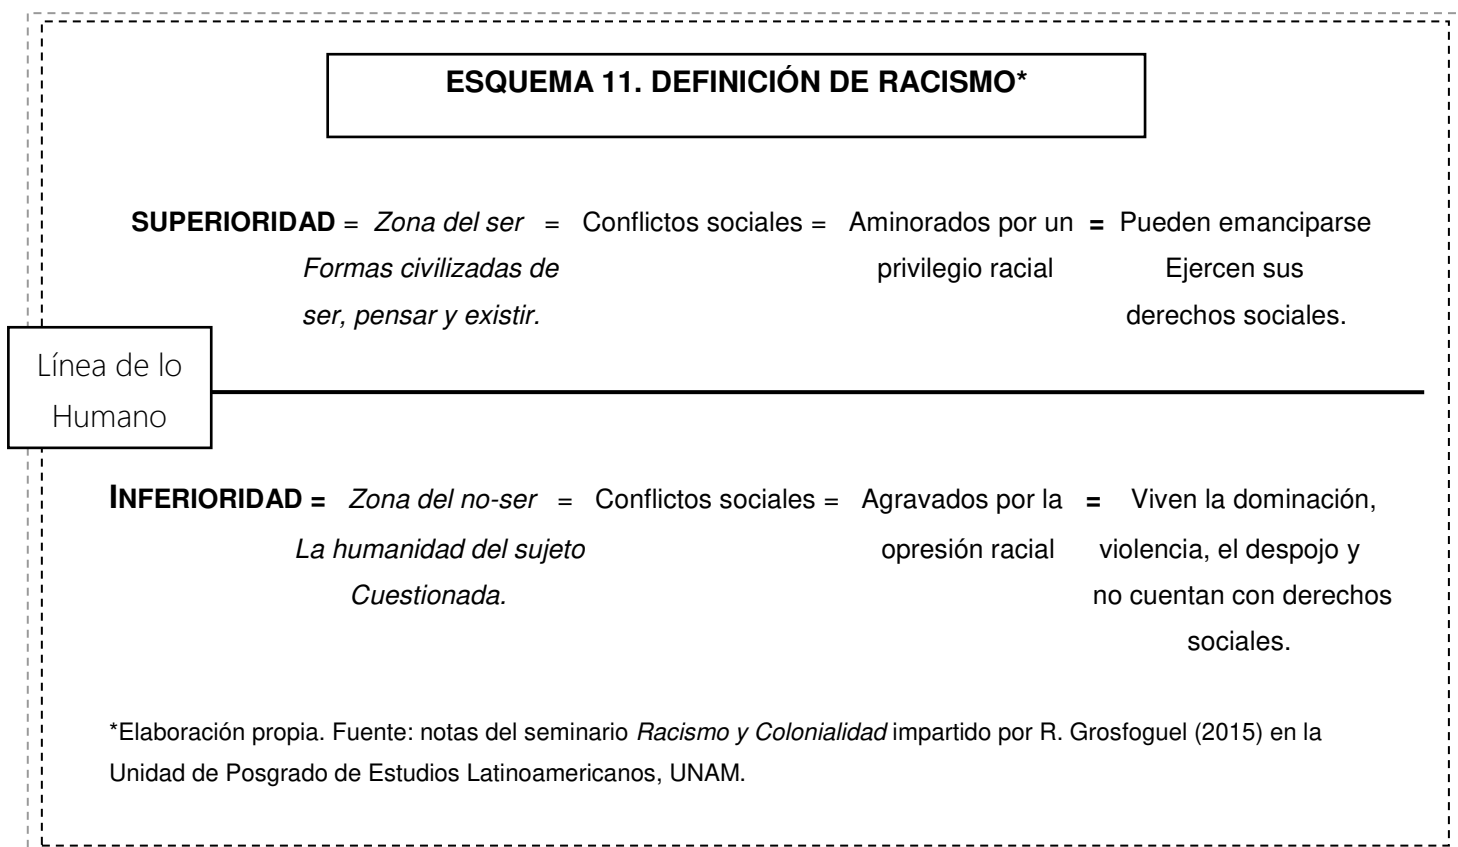 ESQUEMA 11. DEFINICIÓN DE RACISMO*
SUPERIORIDAD = Zona del ser = Conflictos sociales = Aminorados por un = Pueden emanciparse
Formas civilizadas de privilegio racial Ejercen sus
ser, pensar y existir. derechos sociales.
Línea de lo
Humano
INFERIORIDAD = Zona del no-ser = Conflictos sociales = Agravados por la = Viven la dominación,
La humanidad del sujeto opresión racial violencia, el despojo y
Cuestionada. no cuentan con derechos
sociales.
*Elaboración propia. Fuente: notas del seminario Racismo y Colonialidad impartido por R. Grosfoguel (2015) en la
Unidad de Posgrado de Estudios Latinoamericanos, UNAM.